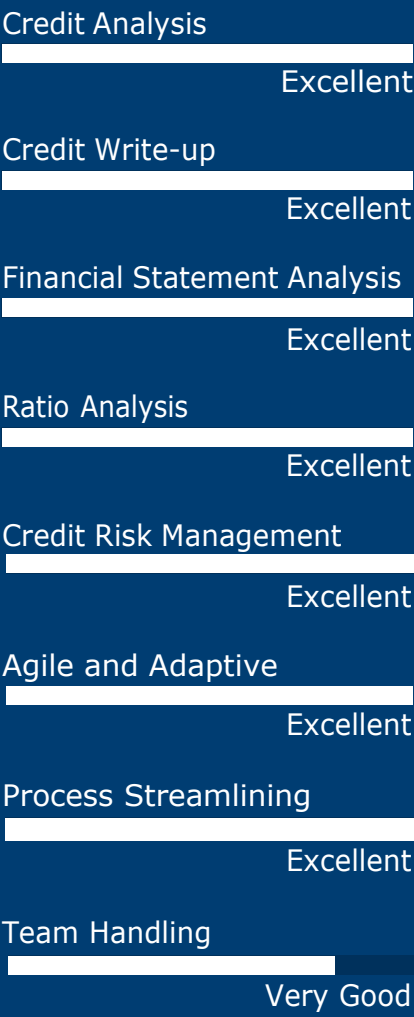 Credit Analysis
Excellent
Credit Write-up
Excellent
Financial Statement Analysis
Excellent
Ratio Analysis
Excellent
Credit Risk Management
Excellent
Agile and Adaptive
Excellent
Process Streamlining
Excellent
Team Handling
Very Good